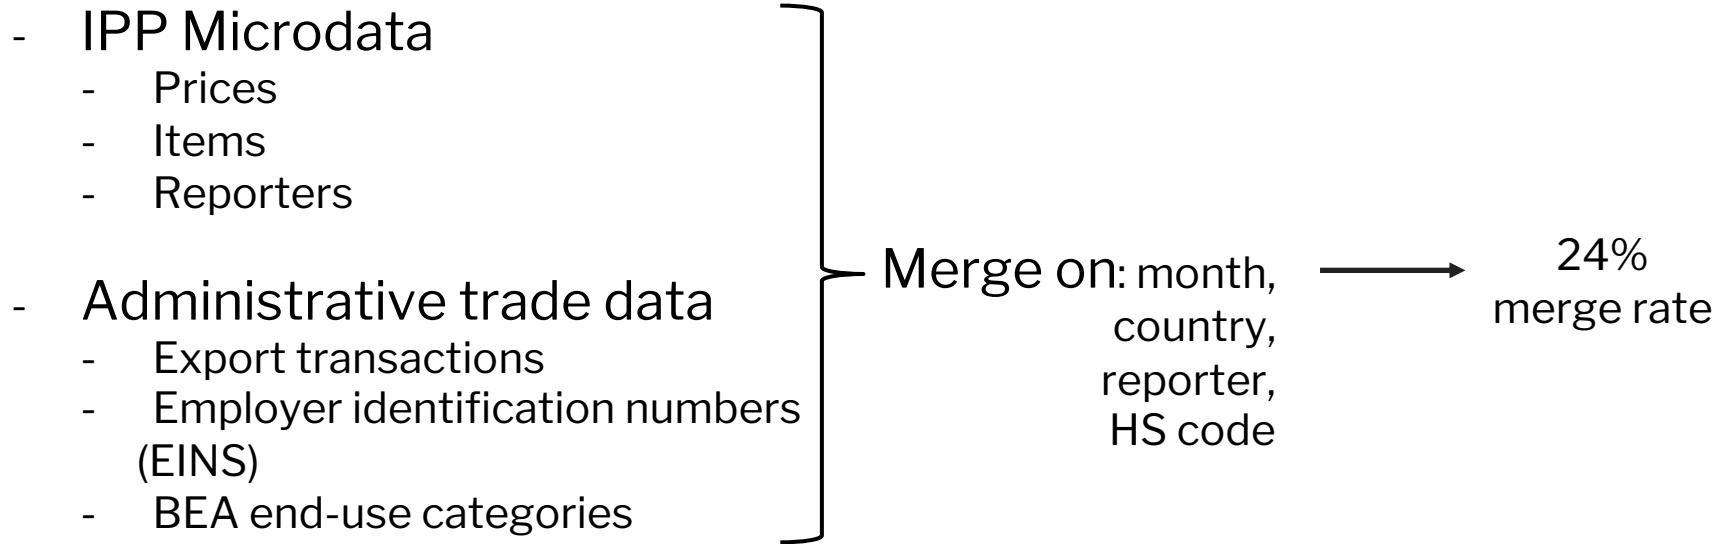 - IPP Microdata
- Prices
- Items
- Reporters
- Administrative trade data
- Export transactions
- Employer identification numbers
(EINS)
- BEA end-use categories
Merge on: month,
country,
reporter,
HS code
24%
merge rate